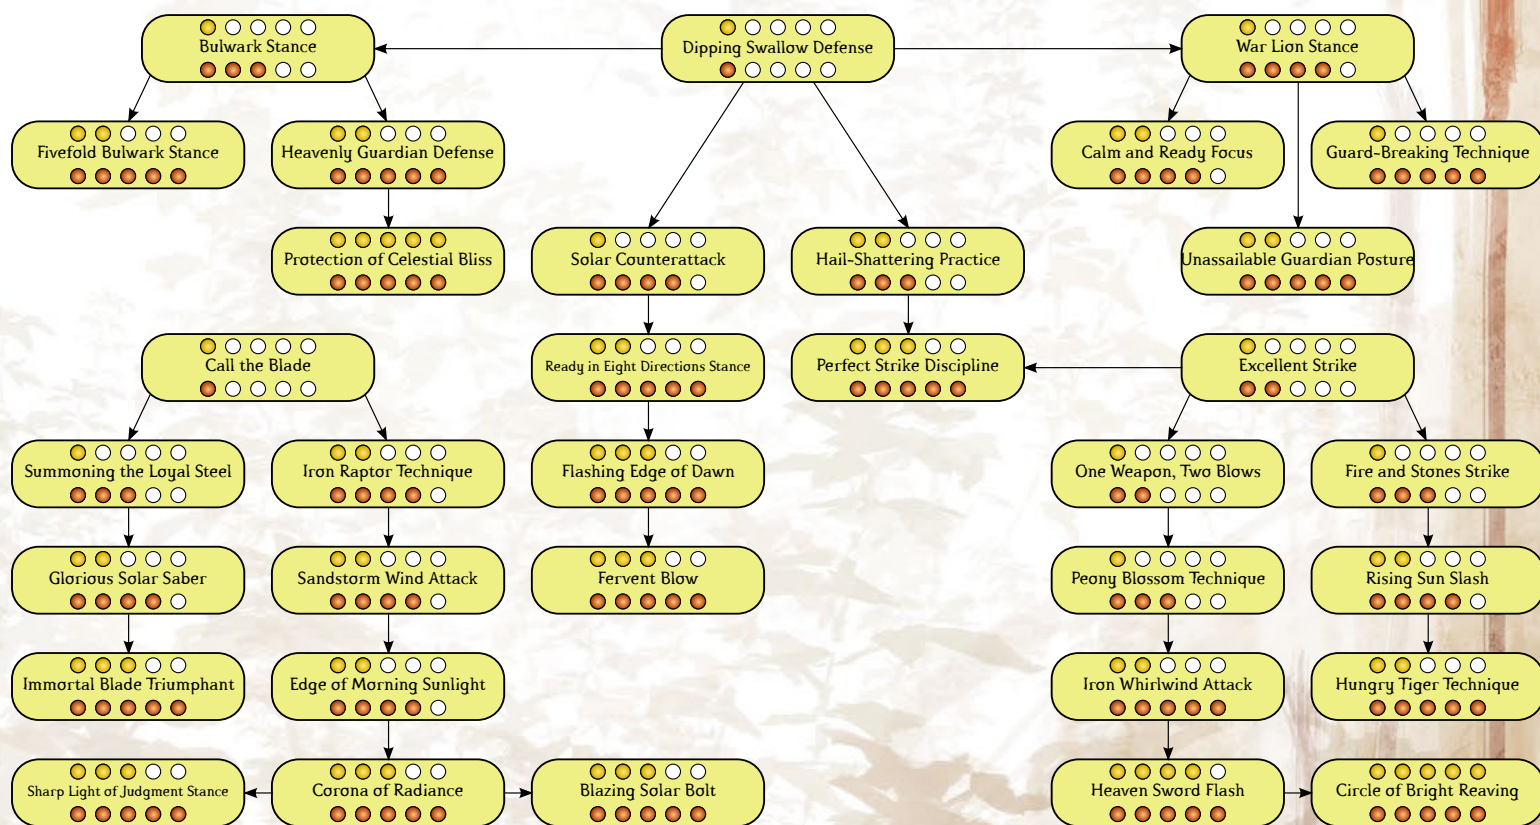 Bulwark Stance
Dipping Swallow Defense
War Lion Stance
Fivefold Bulwark Stance
Heavenly Guardian Defense
Calm and Ready Focus
Guard-Breaking Technique
Protection of Celestial Bliss
Solar Counterattack
Hail-Shattering Practice
Unassailable Guardian Posture
Call the Blade
Ready in Eight Directions Stance
Perfect Strike Discipline
Excellent Strike
Summoning the Loyal Steel
Iron Raptor Technique
Flashing Edge of Dawn
One Weapon, Two Blows
Fire and Stones Strike
Glorious Solar Saber
Sandstorm Wind Attack
Fervent Blow
Peony Blossom Technique
Rising Sun Slash
Immortal Blade Triumphant
Edge of Morning Sunlight
Iron Whirlwind Attack
Hungry Tiger Technique
Sharp Light of Judgment Stance
Corona of Radiance
Blazing Solar Bolt
Heaven Sword Flash
Circle of Bright Reaving